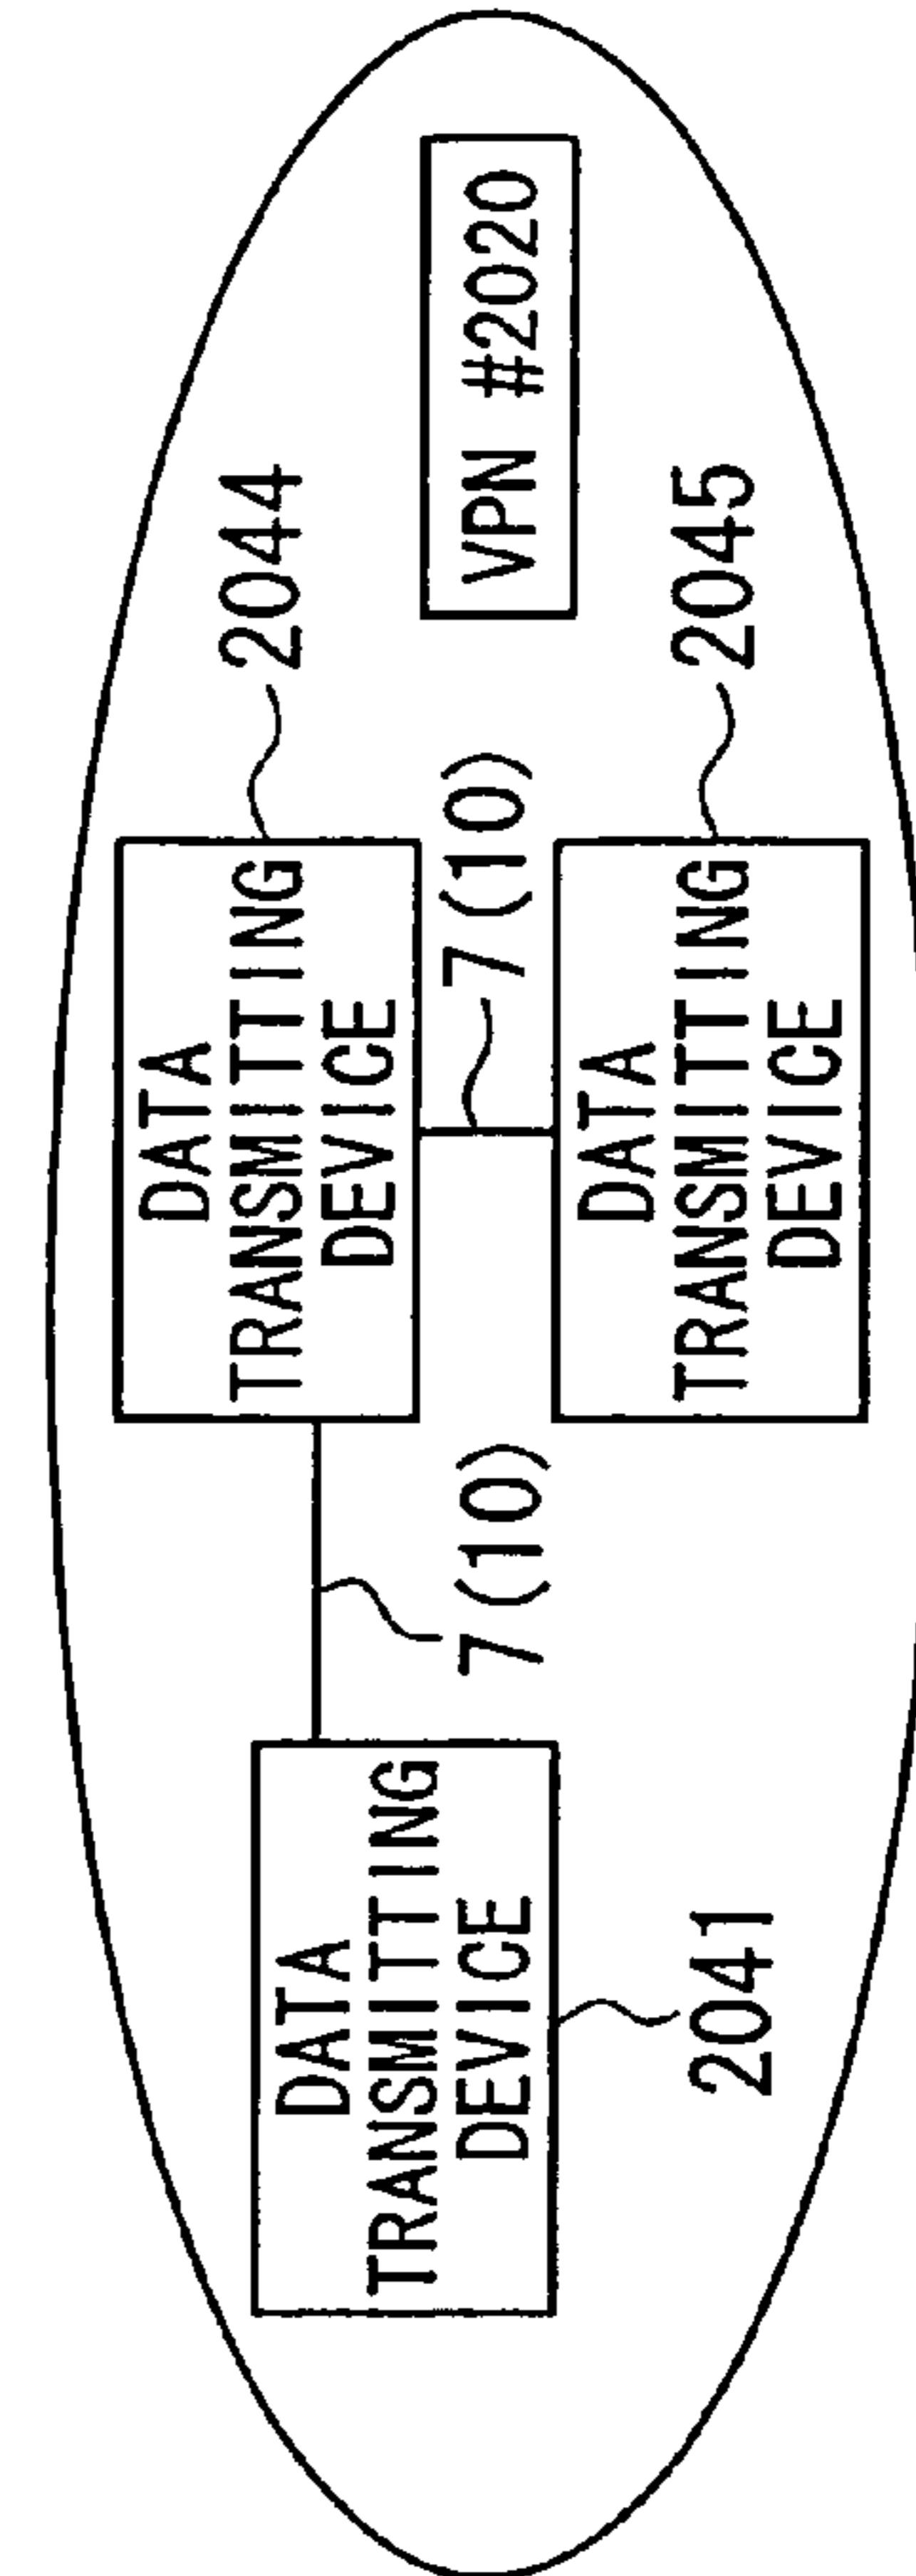 2044
DATA
TRANSMITTING
DEVICE
VPN #2020
7(10)
7(10)
DATA
TRANSMITTING
DEVICE
2041
DATA
TRANSMITTING
DEVICE
2045